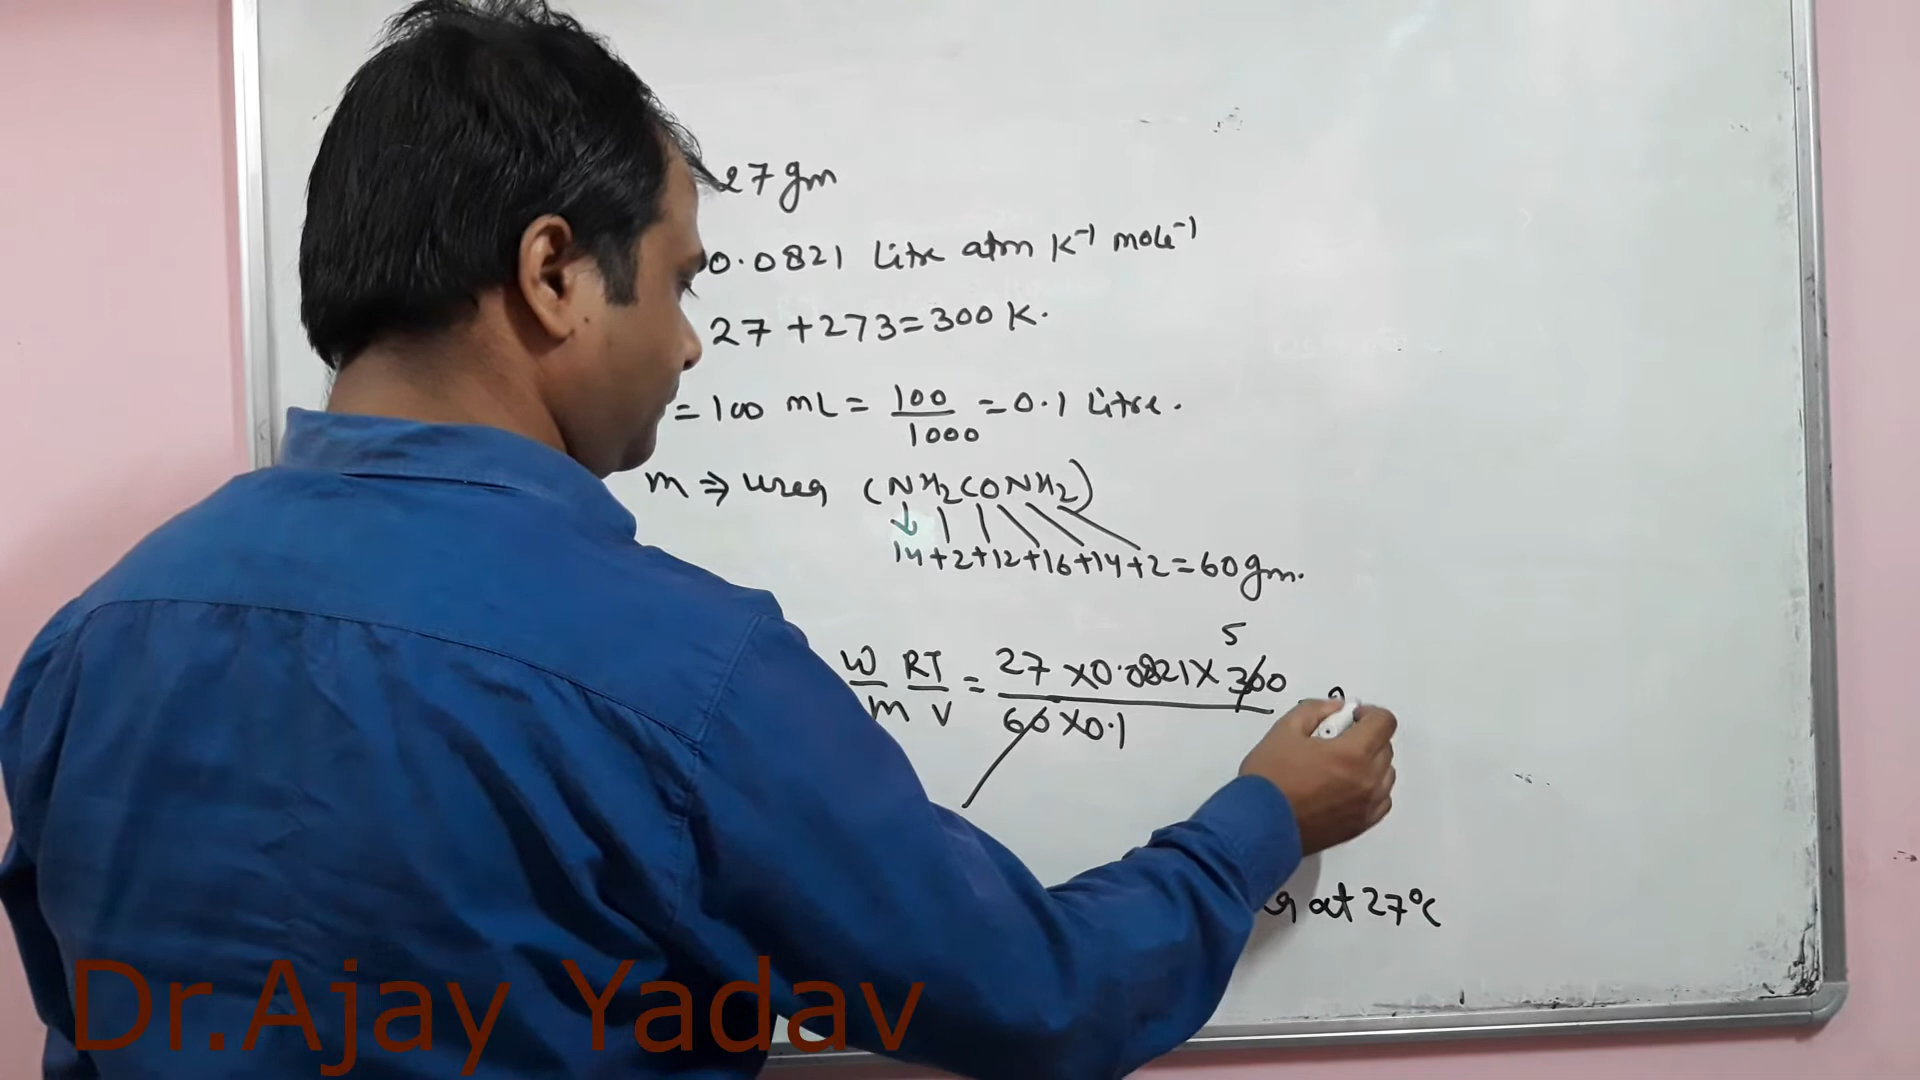 27 gm
0.0821 Litre atm K⁻¹ mole⁻¹
27 + 273 = 300 K.
= 100 mL = 100/1000 = 0.1 Litre.
m ⇒ urea (NH₂CONH₂)
14+2+12+16+14+2=60gm.
5
W/m RT/V = 27 × 0.0821 × 300 / 60 × 0.1
at 27°C
Dr.Ajay Yadav